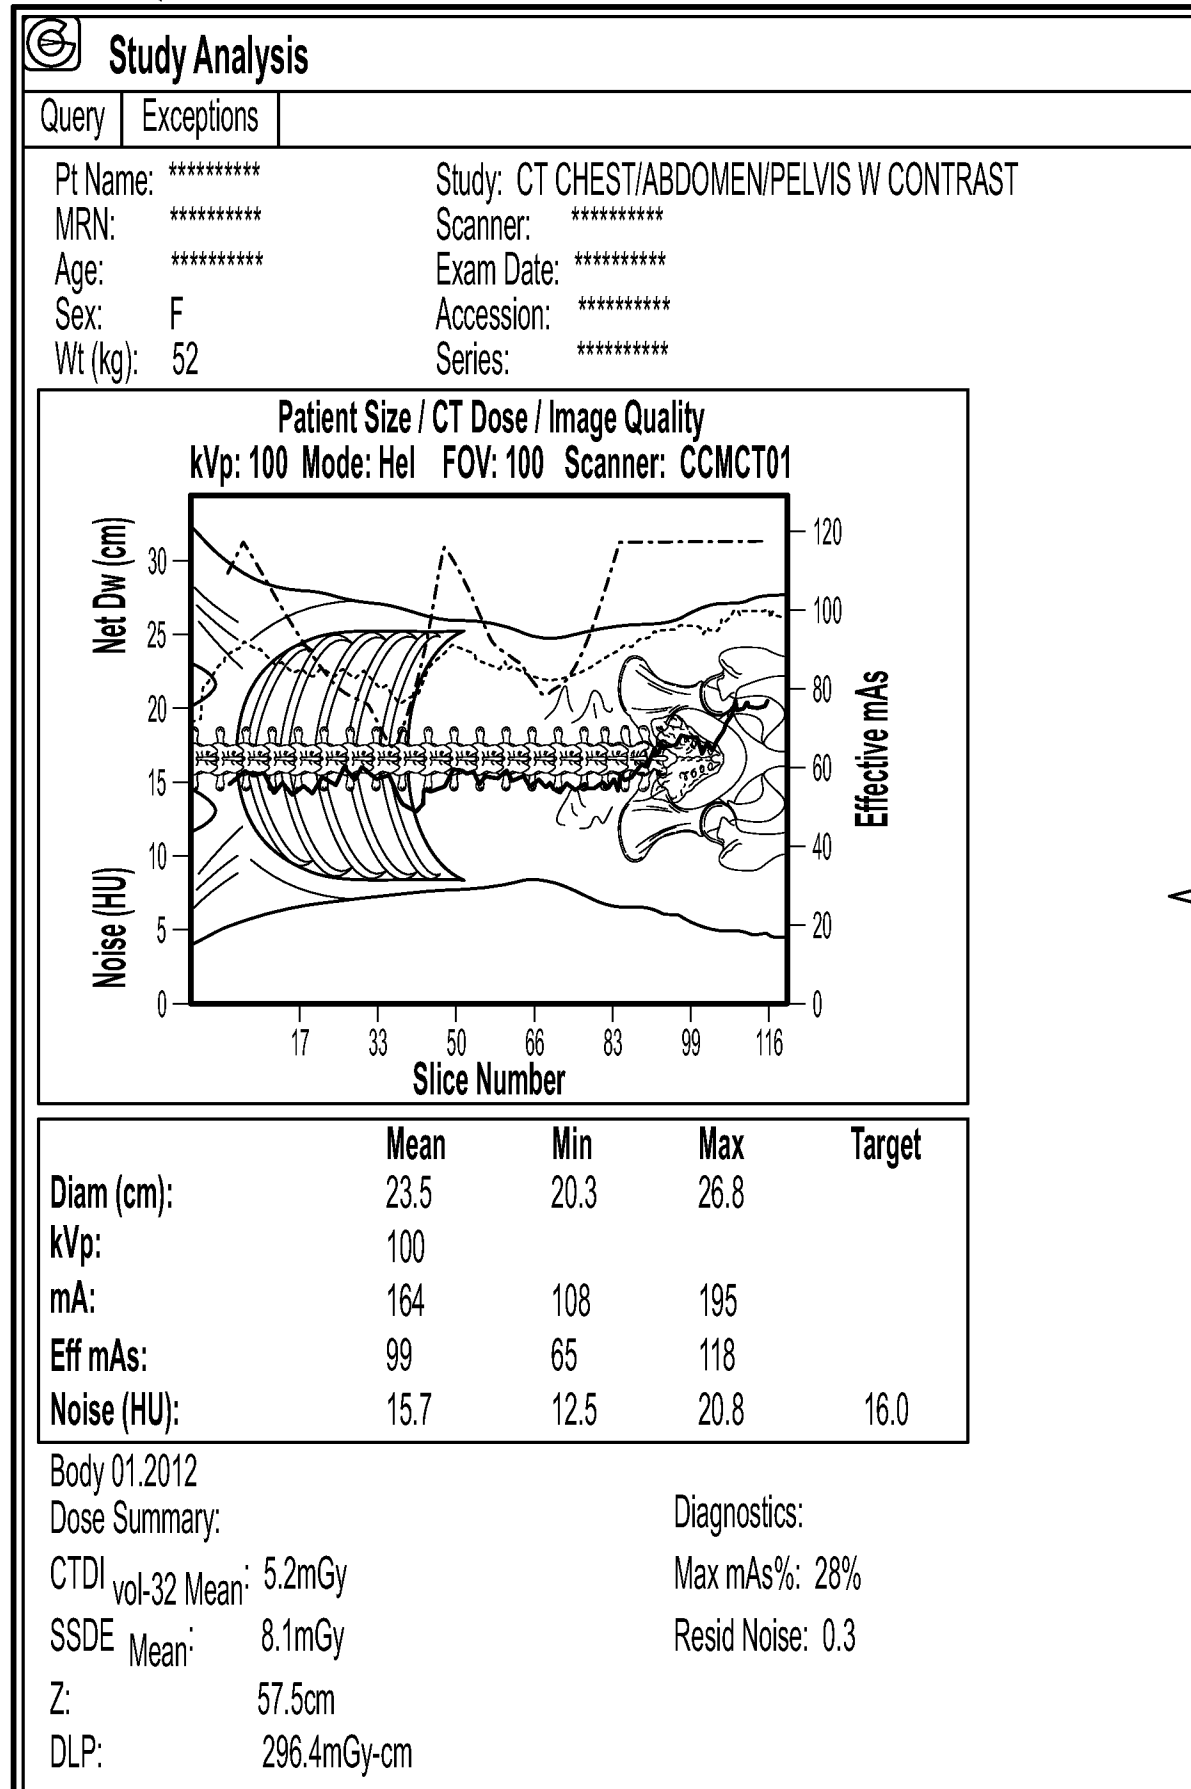 Study Analysis
Query Exceptions
Pt Name: ********** Study: CT CHEST/ABDOMEN/PELVIS W CONTRAST
MRN: ********** Scanner: **********
Age: ********** Exam Date: **********
Sex: F Accession: **********
Wt (kg): 52 Series: **********
Patient Size / CT Dose / Image Quality
kVp: 100 Mode: Hel FOV: 100 Scanner: CCMCT01
Net Dw (cm)
Noise (HU)
30
25
20
15
10
5
0
120
100
80
60
40
20
0
Effective mAs
17 33 50 66 83 99 116
Slice Number
Mean Min Max Target
Diam (cm): 23.5 20.3 26.8
kVp: 100
mA: 164 108 195
Eff mAs: 99 65 118
Noise (HU): 15.7 12.5 20.8 16.0
Body 01.2012
Dose Summary: Diagnostics:
CTDI vol-32 Mean: 5.2mGy Max mAs%: 28%
SSDE Mean: 8.1mGy Resid Noise: 0.3
Z: 57.5cm
DLP: 296.4mGy-cm